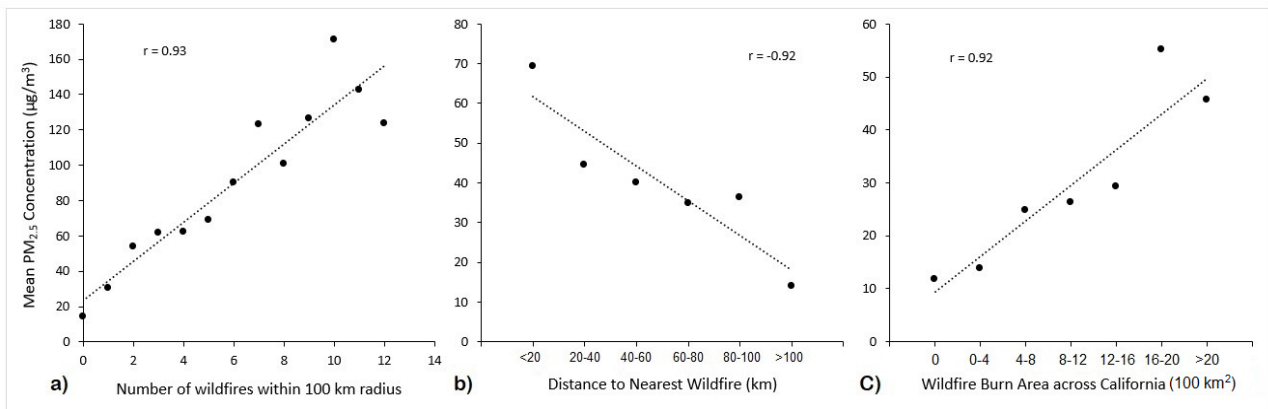 Mean PM2.5 Concentration (µg/m³)
180
160
140
120
100
80
60
40
20
0
r = 0.93
0 2 4 6 8 10 12 14
a) Number of wildfires within 100 km radius
80
70
60
50
40
30
20
10
0
r = -0.92
<20 20-40 40-60 60-80 80-100 >100
b) Distance to Nearest Wildfire (km)
60
50
40
30
20
10
0
r = 0.92
0 0-4 4-8 8-12 12-16 16-20 >20
C) Wildfire Burn Area across California (100 km²)